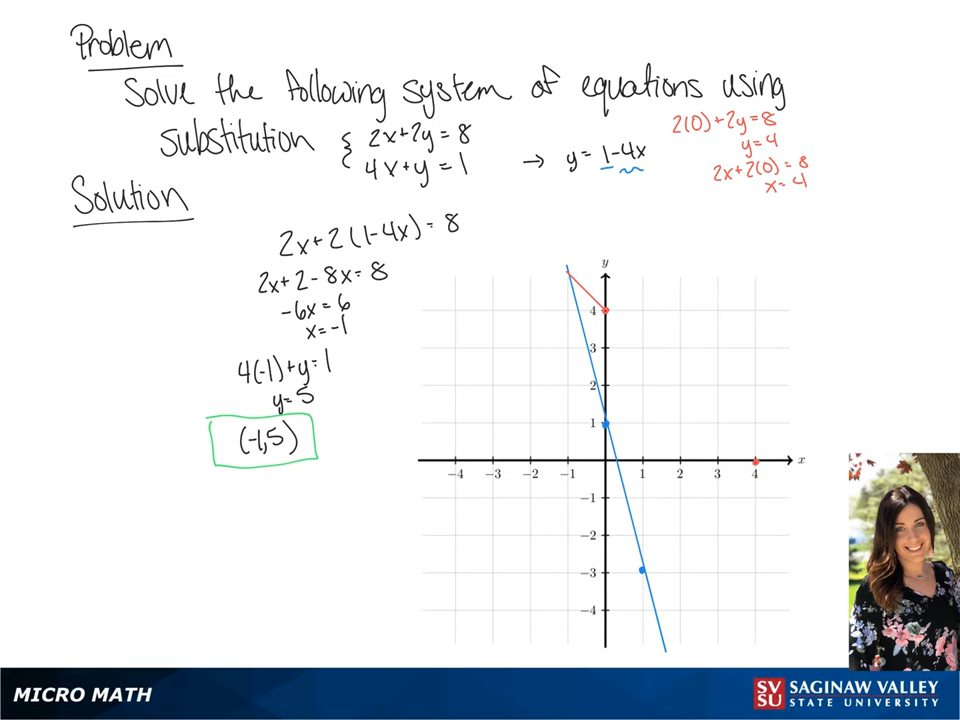 Problem
Solve the following system of equations using
substitution { 2x+2y=8
4x+y=1 → y=1-4x
2(0)+2y=8
y=4
2x+2(0)=8
x=4
Solution
2x+2(1-4x)=8
2x+2-8x=8
-6x=6
x=-1
4(-1)+y=1
y=5
(-1,5)
y
4
3
2
1
−4 −3 −2 −1 1 2 3 4 x
−1
−2
−3
−4
MICRO MATH
SV SU SAGINAW VALLEY
STATE UNIVERSITY